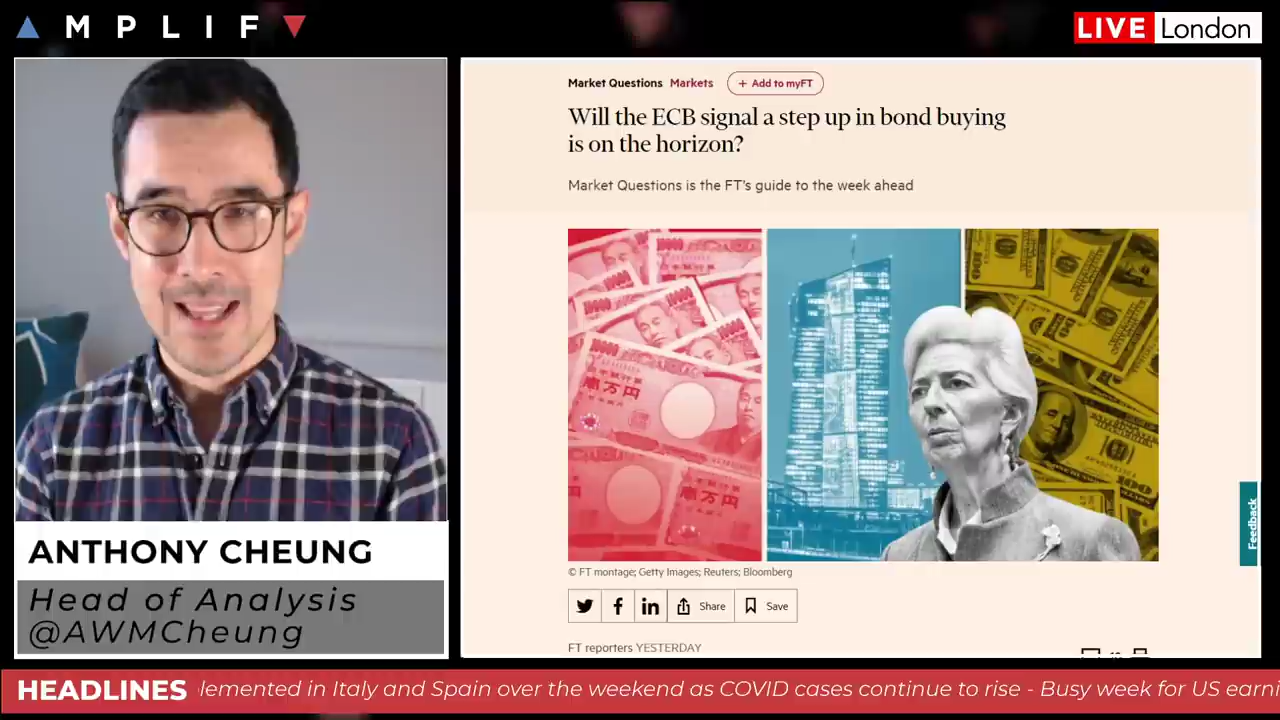 AMPLIFY
LIVE London
Market Questions Markets + Add to myFT
Will the ECB signal a step up in bond buying
is on the horizon?
Market Questions is the FT's guide to the week ahead
© FT montage; Getty Images; Reuters; Bloomberg
Share Save
FT reporters YESTERDAY
Feedback
ANTHONY CHEUNG
Head of Analysis
@AWMCheung
HEADLINES lemented in Italy and Spain over the weekend as COVID cases continue to rise - Busy week for US earni